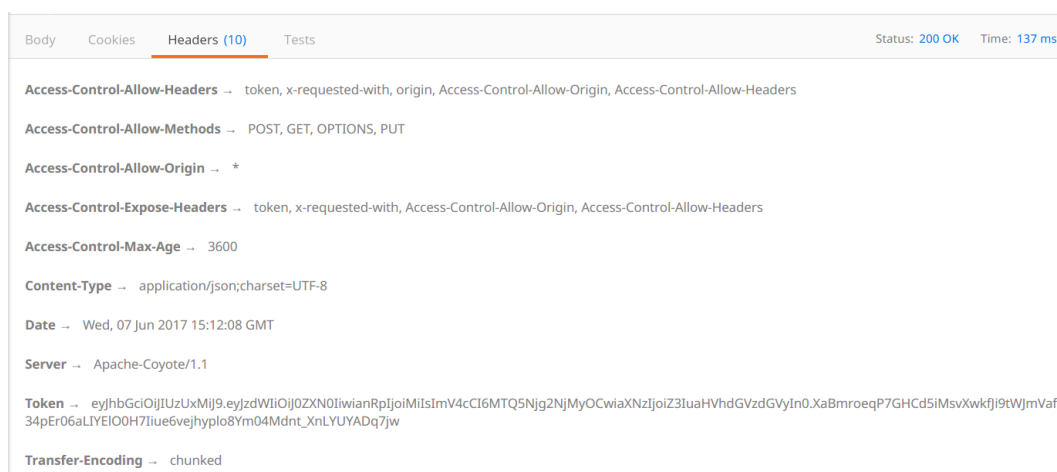 Body Cookies Headers (10) Tests Status: 200 OK Time: 137 ms
Access-Control-Allow-Headers → token, x-requested-with, origin, Access-Control-Allow-Origin, Access-Control-Allow-Headers
Access-Control-Allow-Methods → POST, GET, OPTIONS, PUT
Access-Control-Allow-Origin → *
Access-Control-Expose-Headers → token, x-requested-with, Access-Control-Allow-Origin, Access-Control-Allow-Headers
Access-Control-Max-Age → 3600
Content-Type → application/json;charset=UTF-8
Date → Wed, 07 Jun 2017 15:12:08 GMT
Server → Apache-Coyote/1.1
Token → eyJhbGciOiJIUzUxMiJ9.eyJzdWIiOiJ0ZXN0IiwianRpIjoiMiIsImV4cCI6MTQ5Njg2NjMyOCwiaXNzIjoiZ3IuaHVhdGVzdGVyIn0.XaBmroeqP7GHCd5iMsvXwkfJi9tWJmVaf
34pEr06aLIYElO0H7Iiue6vejhyplo8Ym04Mdnt_XnLYUYADq7jw
Transfer-Encoding → chunked